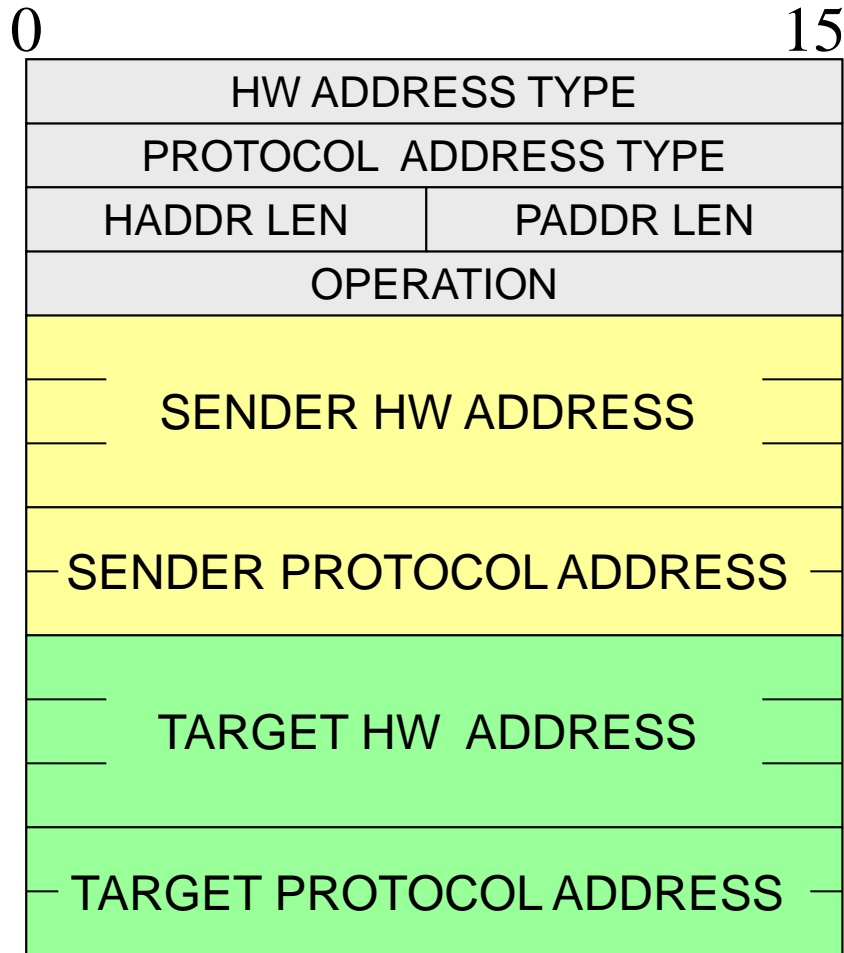 0 15
HW ADDRESS TYPE
PROTOCOL ADDRESS TYPE
HADDR LEN PADDR LEN
OPERATION
SENDER HW ADDRESS
SENDER PROTOCOL ADDRESS
TARGET HW ADDRESS
TARGET PROTOCOL ADDRESS